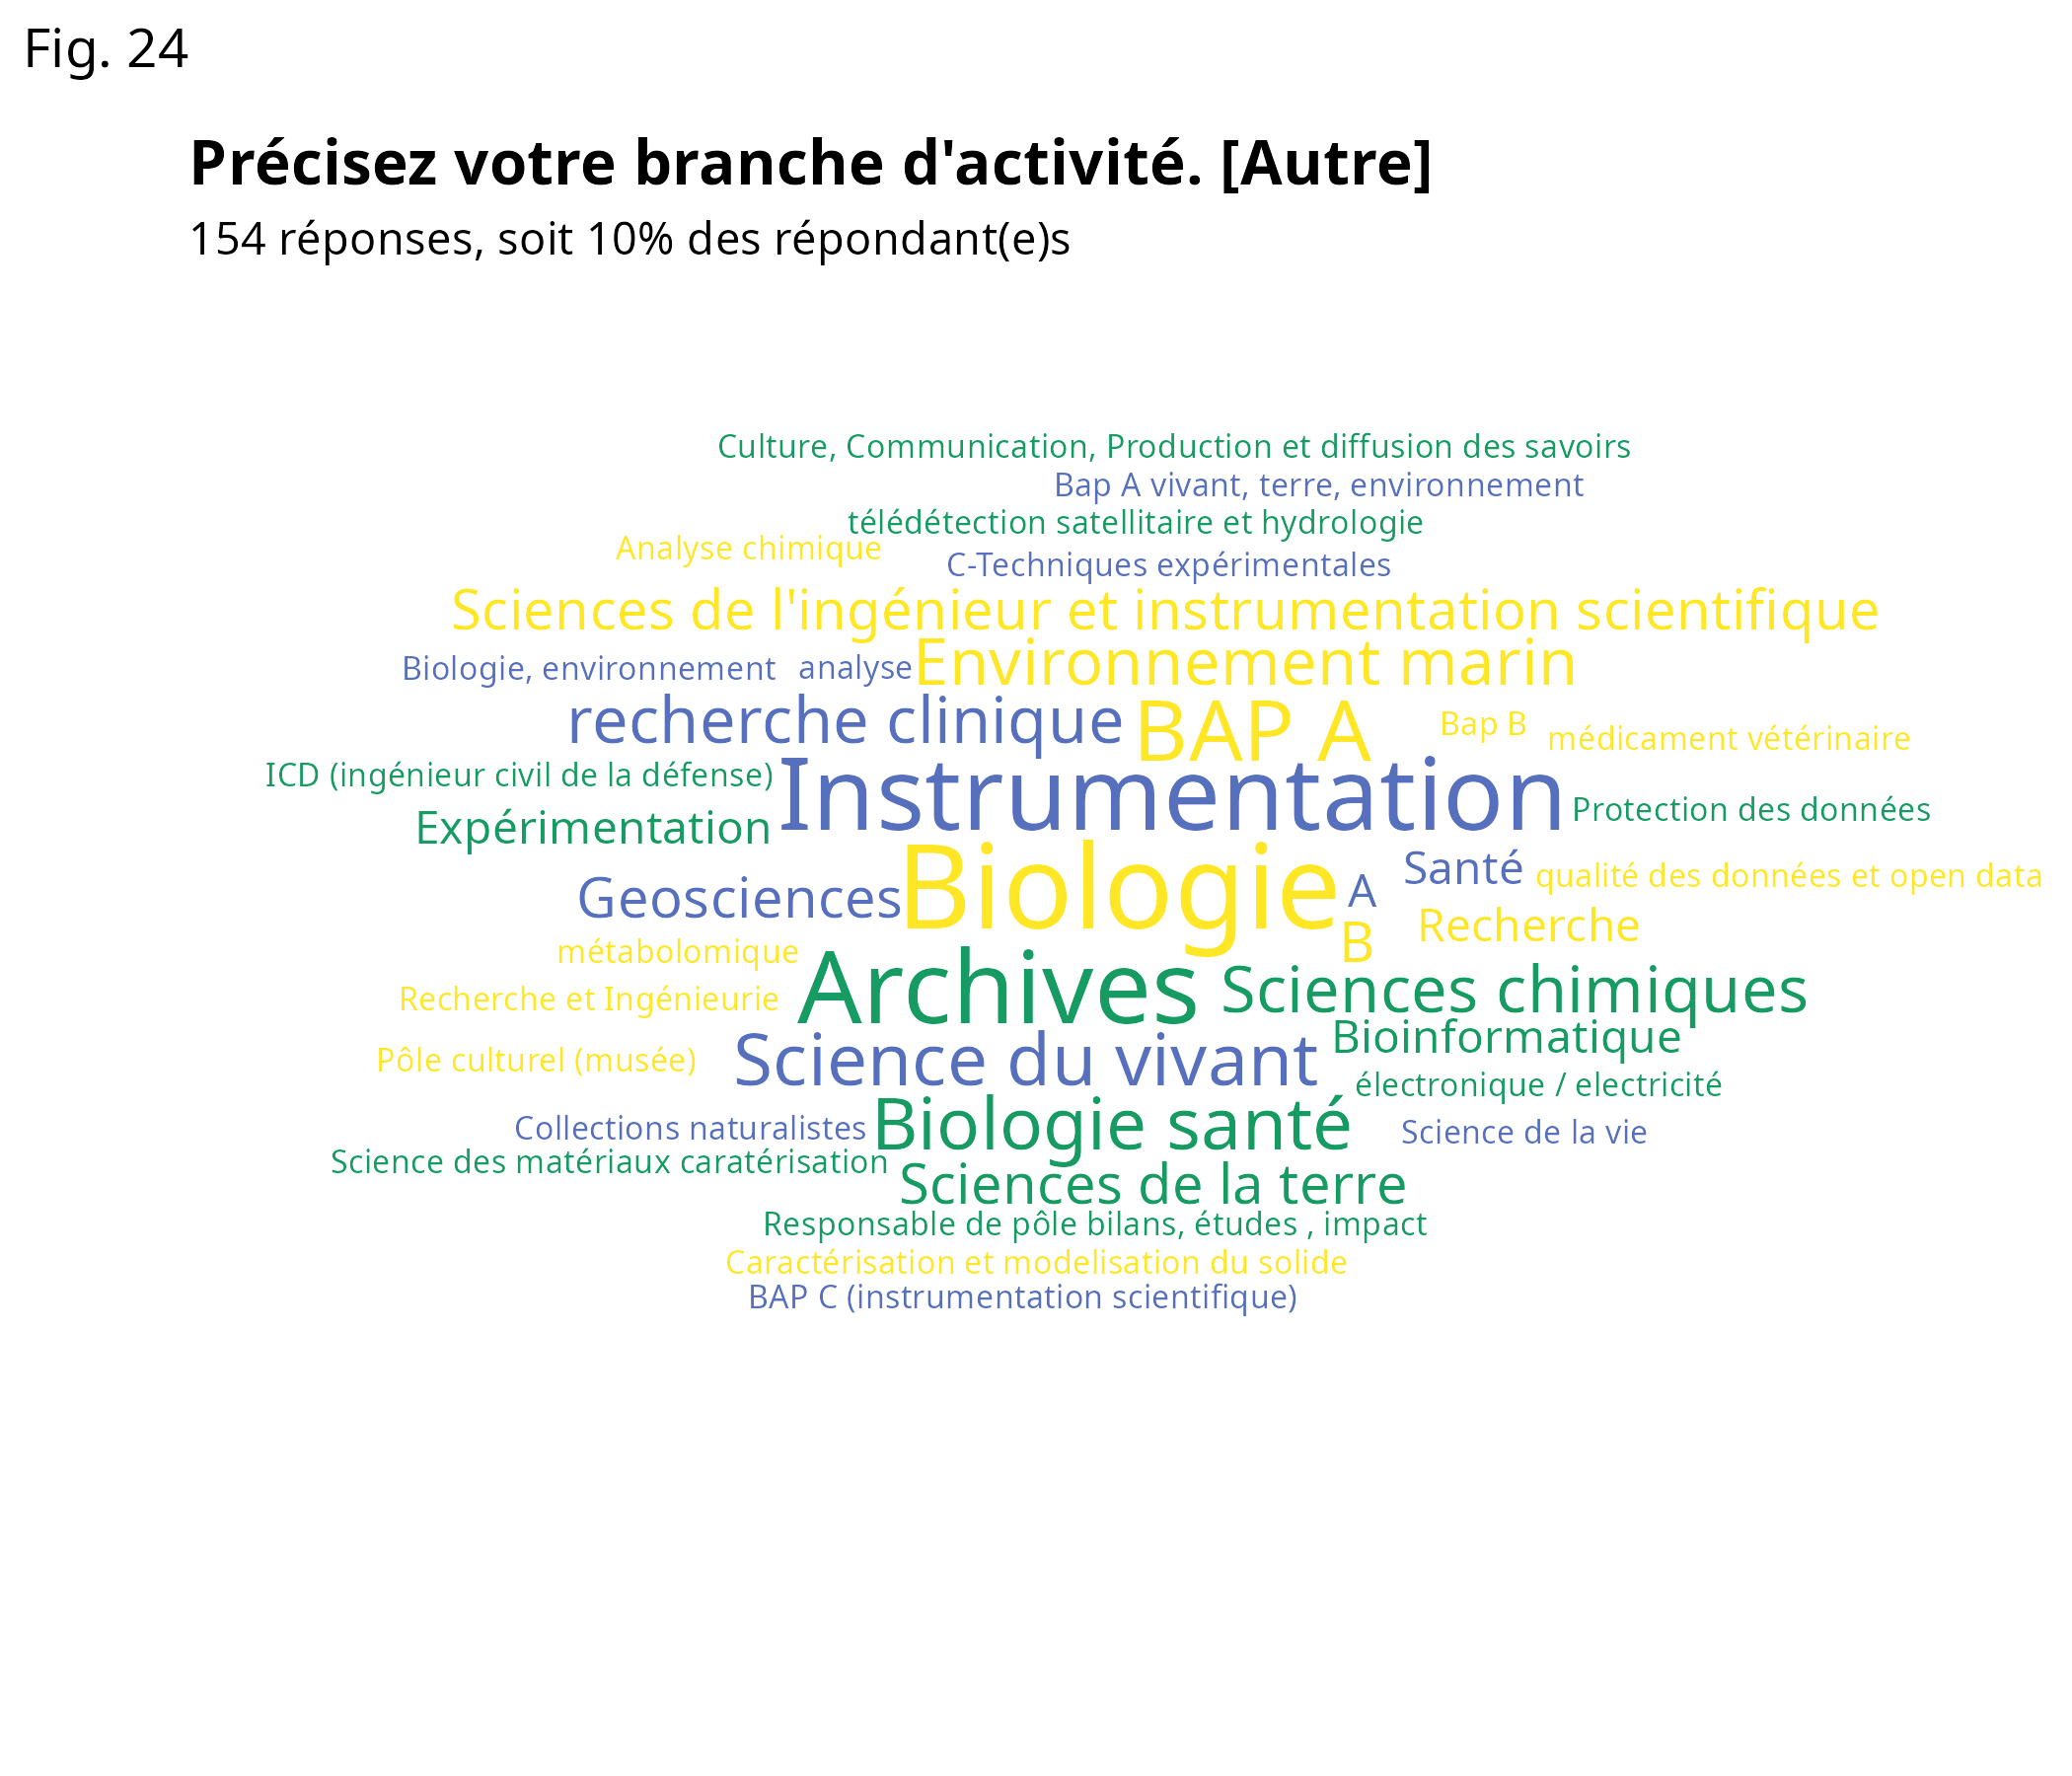 Fig. 24
Précisez votre branche d'activité. [Autre]
154 réponses, soit 10% des répondant(e)s
Culture, Communication, Production et diffusion des savoirs
Bap A vivant, terre, environnement
télédétection satellitaire et hydrologie
Analyse chimique
C-Techniques expérimentales
Sciences de l'ingénieur et instrumentation scientifique
Biologie, environnement
analyse
Environnement marin
recherche clinique
BAP A
Bap B
médicament vétérinaire
ICD (ingénieur civil de la défense)
Instrumentation
Protection des données
Expérimentation
Geosciences
Biologie
A
Santé
qualité des données et open data
B
Recherche
métabolomique
Archives
Sciences chimiques
Recherche et Ingénieurie
Bioinformatique
Pôle culturel (musée)
Science du vivant
électronique / electricité
Collections naturalistes
Biologie santé
Science de la vie
Science des matériaux caratérisation
Sciences de la terre
Responsable de pôle bilans, études , impact
Caractérisation et modelisation du solide
BAP C (instrumentation scientifique)